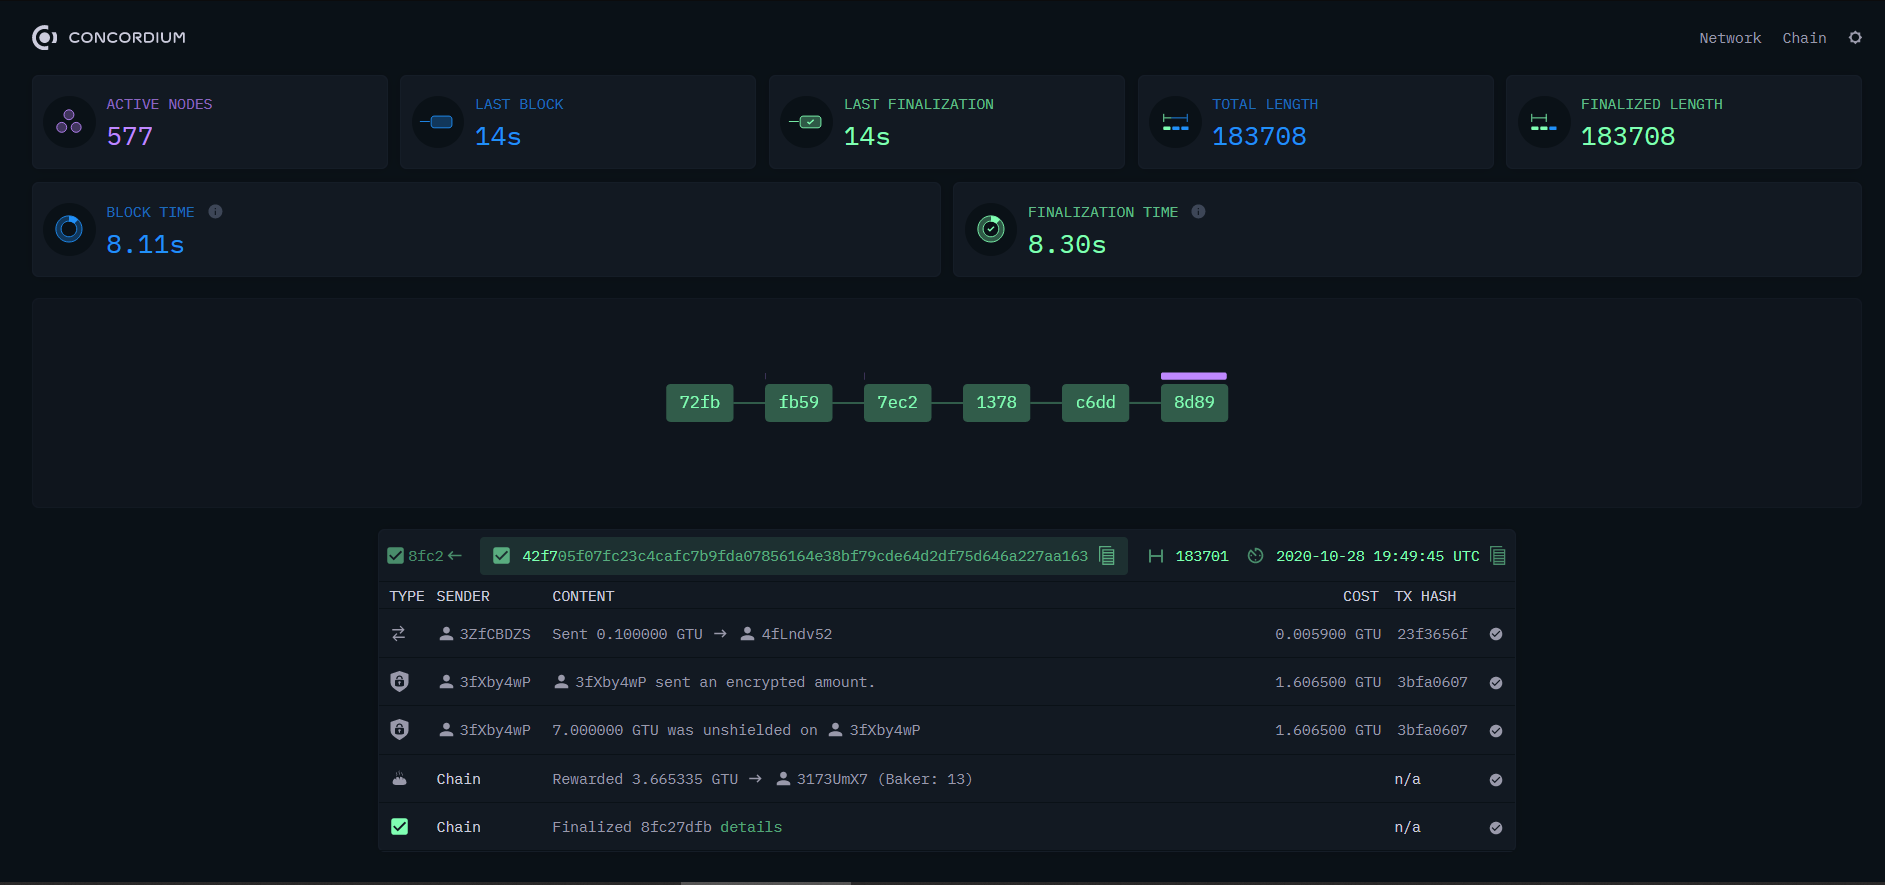 CONCORDIUM
Network Chain
ACTIVE NODES
577
LAST BLOCK
14s
LAST FINALIZATION
14s
TOTAL LENGTH
183708
FINALIZED LENGTH
183708
BLOCK TIME
8.11s
FINALIZATION TIME
8.30s
72fb fb59 7ec2 1378 c6dd 8d89
8fc2 ← 42f705f07fc23c4cafc7b9fda07856164e38bf79cde64d2df75d646a227aa163 183701 2020-10-28 19:49:45 UTC
TYPE SENDER CONTENT COST TX HASH
3ZfCBDZS Sent 0.100000 GTU → 4fLndv52 0.005900 GTU 23f3656f
3fXby4wP 3fXby4wP sent an encrypted amount. 1.606500 GTU 3bfa0607
3fXby4wP 7.000000 GTU was unshielded on 3fXby4wP 1.606500 GTU 3bfa0607
Chain Rewarded 3.665335 GTU → 3173UmX7 (Baker: 13) n/a
Chain Finalized 8fc27dfb details n/a